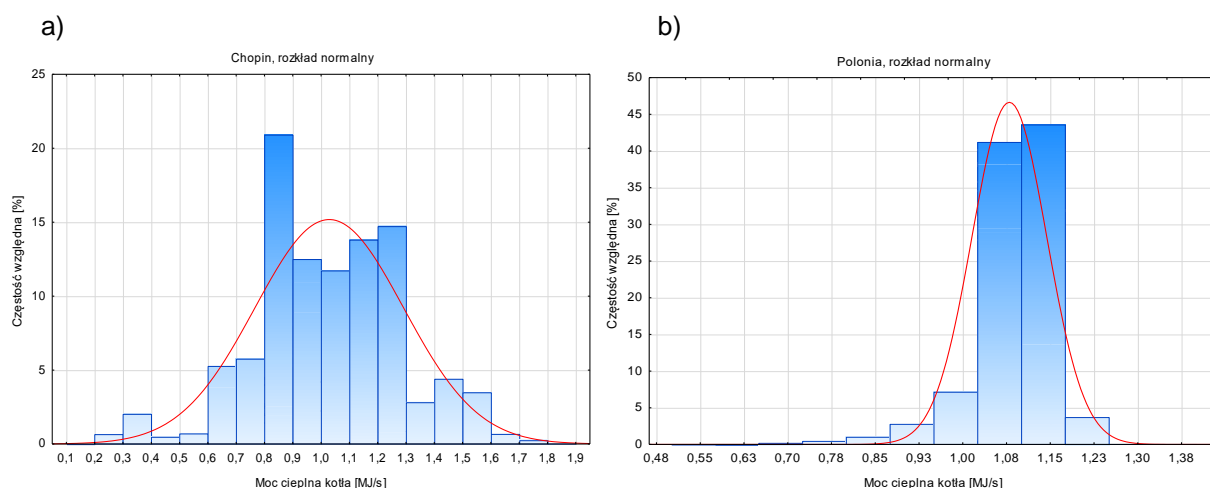 a)
Chopin, rozkład normalny
25
20
15
10
5
0
Częstość względna [%]
0,1 0,2 0,3 0,4 0,5 0,6 0,7 0,8 0,9 1,0 1,1 1,2 1,3 1,4 1,5 1,6 1,7 1,8 1,9
Moc cieplna kotła [MJ/s]
b)
Polonia, rozkład normalny
50
45
40
35
30
25
20
15
10
5
0
Częstość względna [%]
0,48 0,55 0,63 0,70 0,78 0,85 0,93 1,00 1,08 1,15 1,23 1,30 1,38
Moc cieplna kotła [MJ/s]